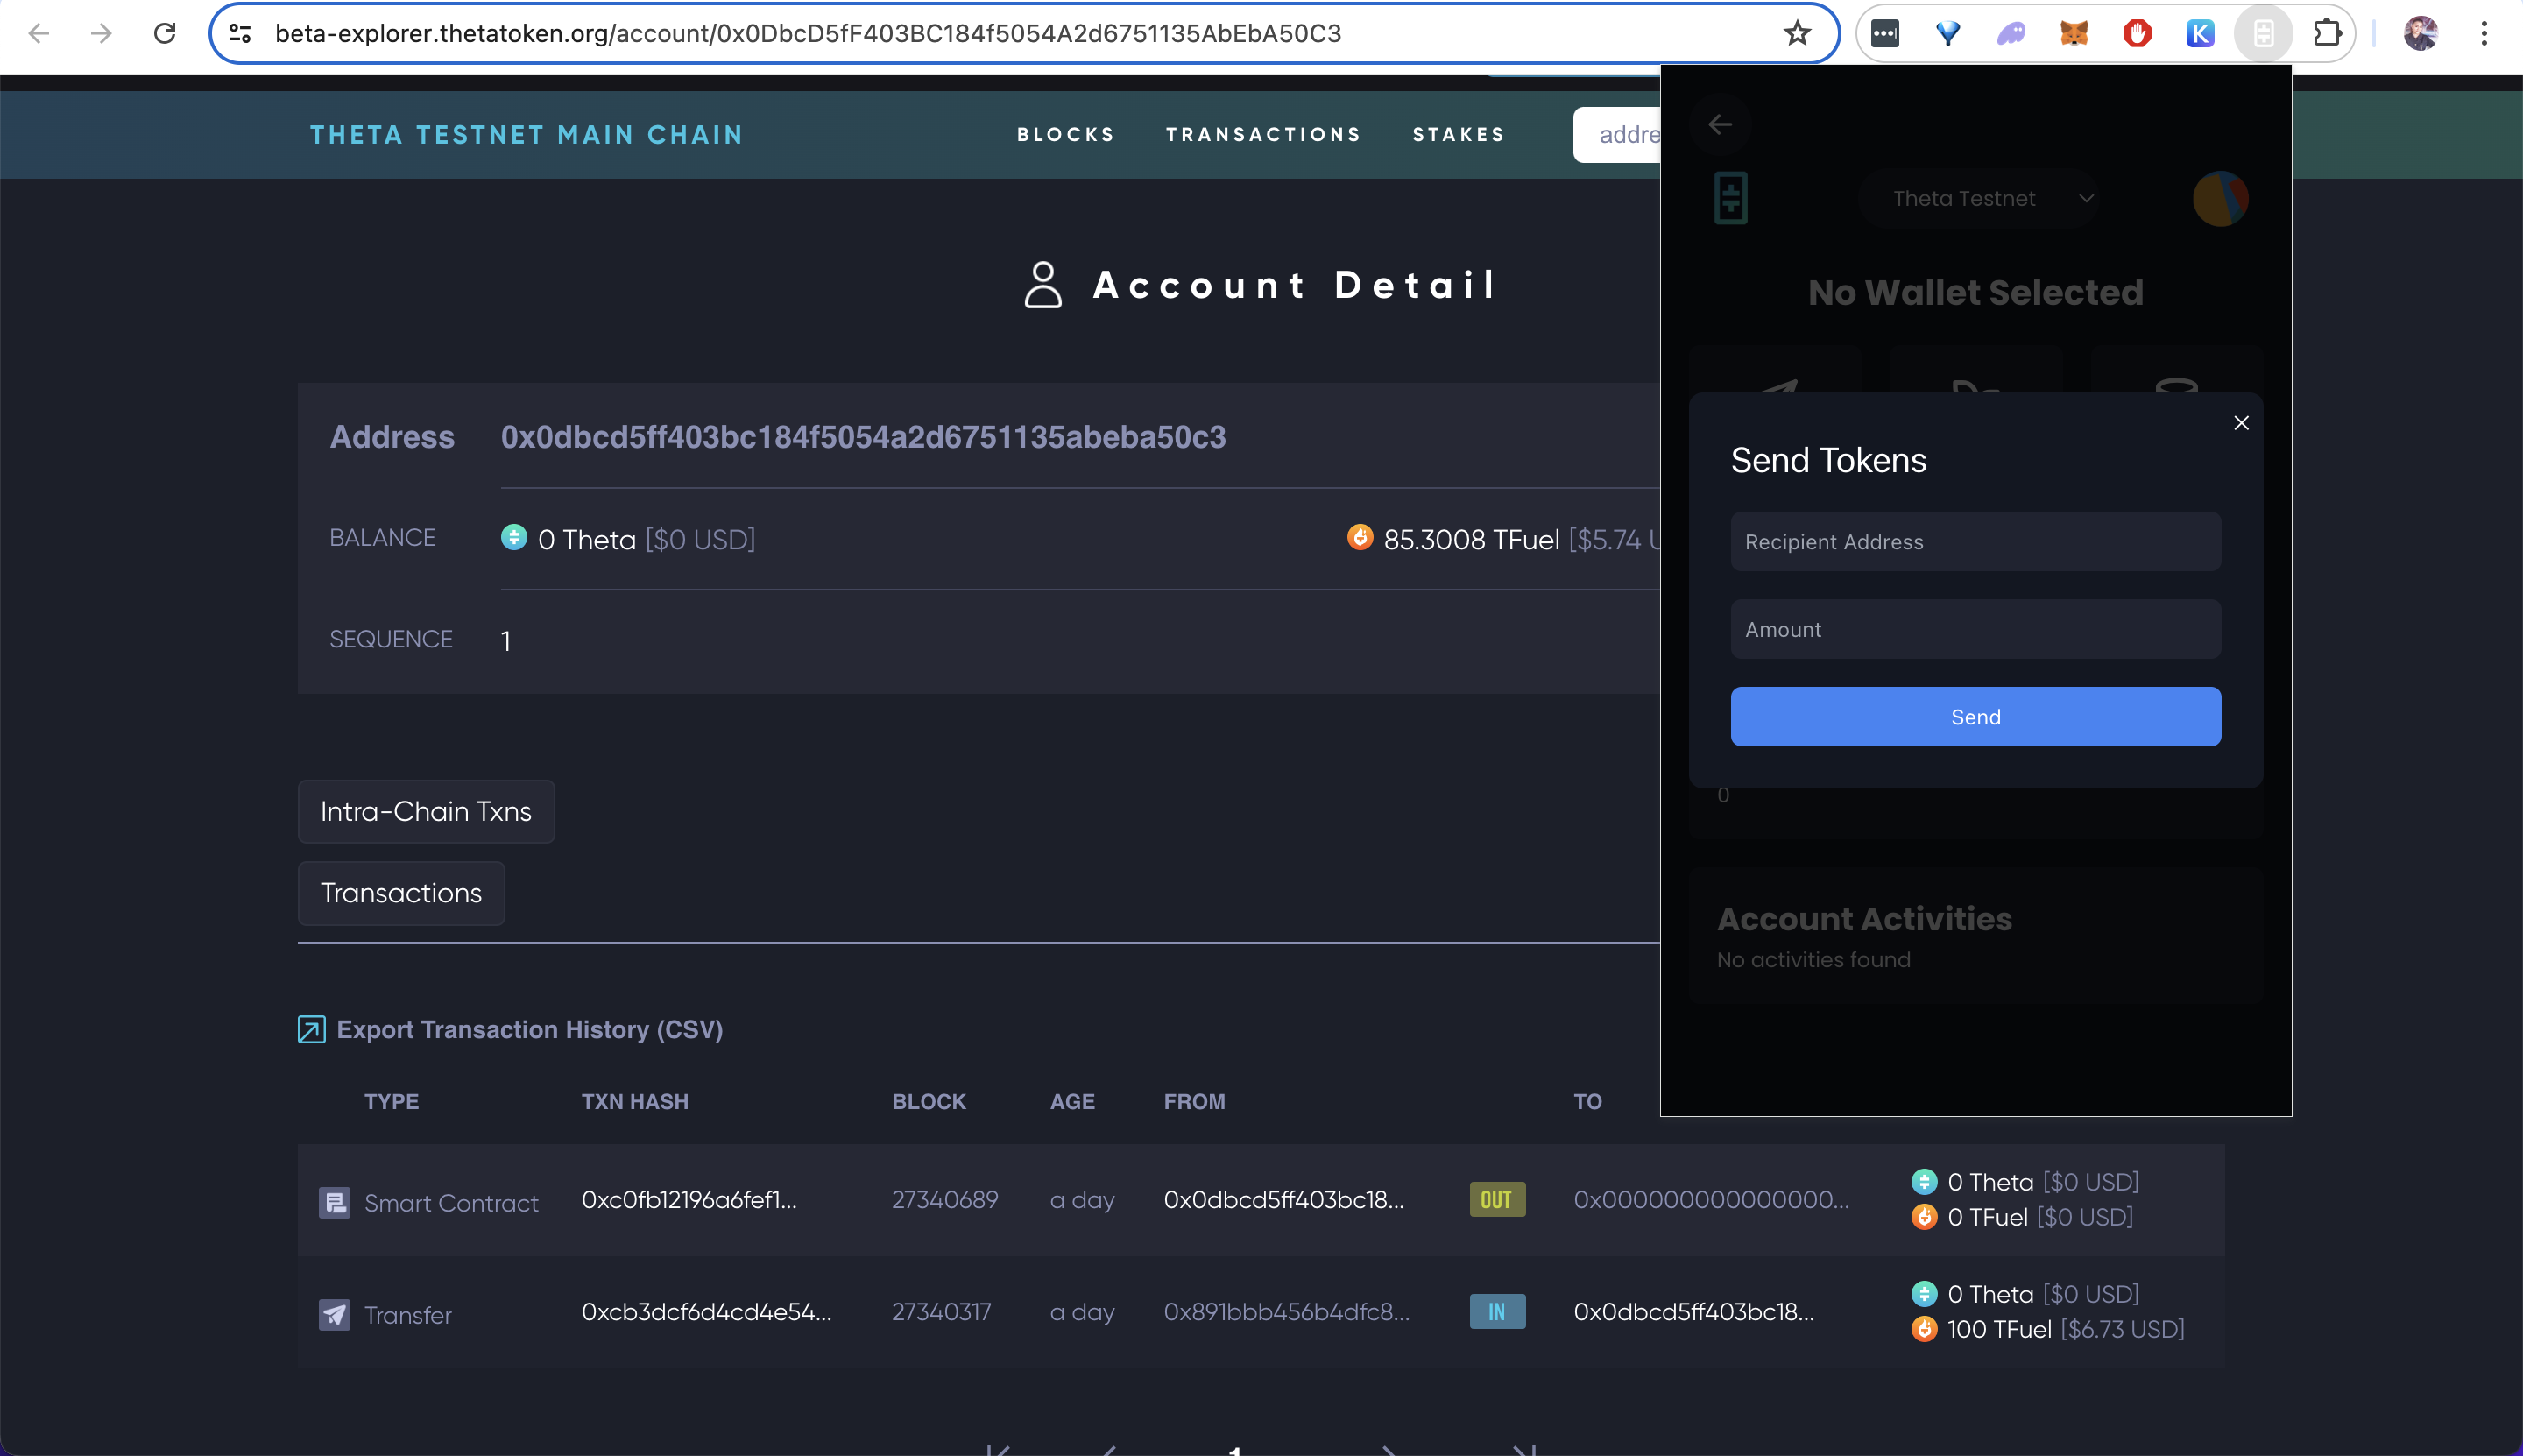 beta-explorer.thetatoken.org/account/0x0DbcD5fF403BC184f5054A2d6751135AbEbA50C3
THETA TESTNET MAIN CHAIN
BLOCKS
TRANSACTIONS
STAKES
addre
Account Detail
Address 0x0dbcd5ff403bc184f5054a2d6751135abeba50c3
BALANCE 0 Theta [$0 USD] 85.3008 TFuel [$5.74 U
SEQUENCE 1
Intra-Chain Txns
Transactions
Export Transaction History (CSV)
TYPE TXN HASH BLOCK AGE FROM TO
Smart Contract 0xc0fb12196a6fef1... 27340689 a day 0x0dbcd5ff403bc18... OUT 0x000000000000000... 0 Theta [$0 USD]
0 TFuel [$0 USD]
Transfer 0xcb3dcf6d4cd4e54... 27340317 a day 0x891bbb456b4dfc8... IN 0x0dbcd5ff403bc18... 0 Theta [$0 USD]
100 TFuel [$6.73 USD]
1
Theta Testnet
No Wallet Selected
Send Tokens
Recipient Address
Amount
Send
0
Account Activities
No activities found
K